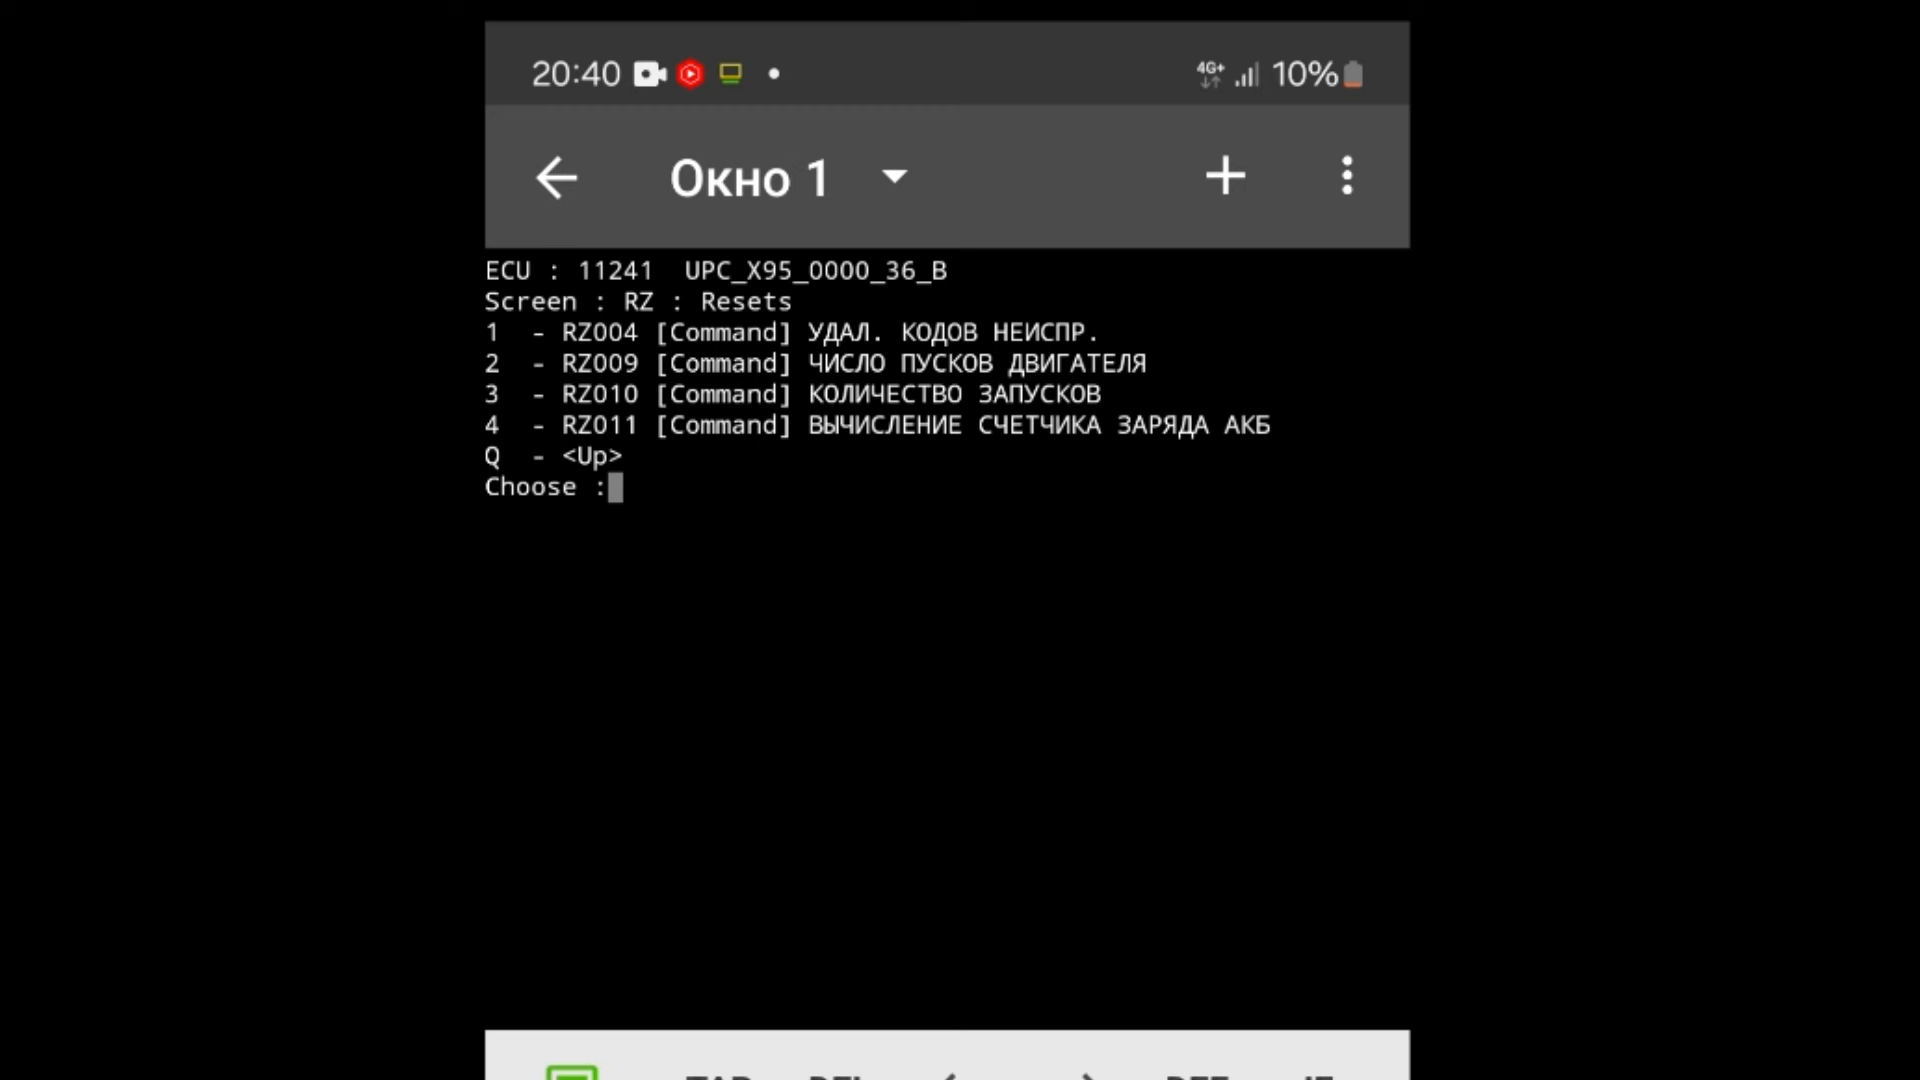 20:40 4G+ 10%
Окно 1
ECU : 11241 UPC_X95_0000_36_B
Screen : RZ : Resets
1 - RZ004 [Command] УДАЛ. КОДОВ НЕИСПР.
2 - RZ009 [Command] ЧИСЛО ПУСКОВ ДВИГАТЕЛЯ
3 - RZ010 [Command] КОЛИЧЕСТВО ЗАПУСКОВ
4 - RZ011 [Command] ВЫЧИСЛЕНИЕ СЧЕТЧИКА ЗАРЯДА АКБ
Q - <Up>
Choose :